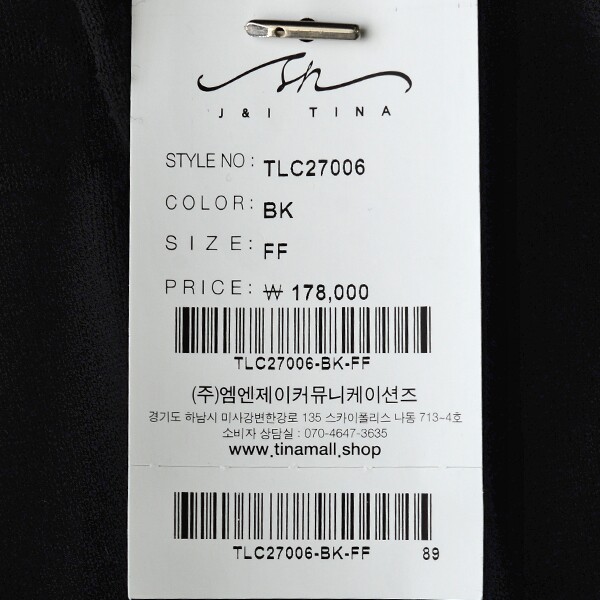 J & I TINA
STYLE NO : TLC27006
COLOR: BK
SIZE: FF
PRICE: ₩ 178,000
TLC27006-BK-FF
(주)엠엔제이커뮤니케이션즈
경기도 하남시 미사강변한강로 135 스카이폴리스 나동 713~4호
소비자 상담실 : 070-4647-3635
www.tinamall.shop
TLC27006-BK-FF 89